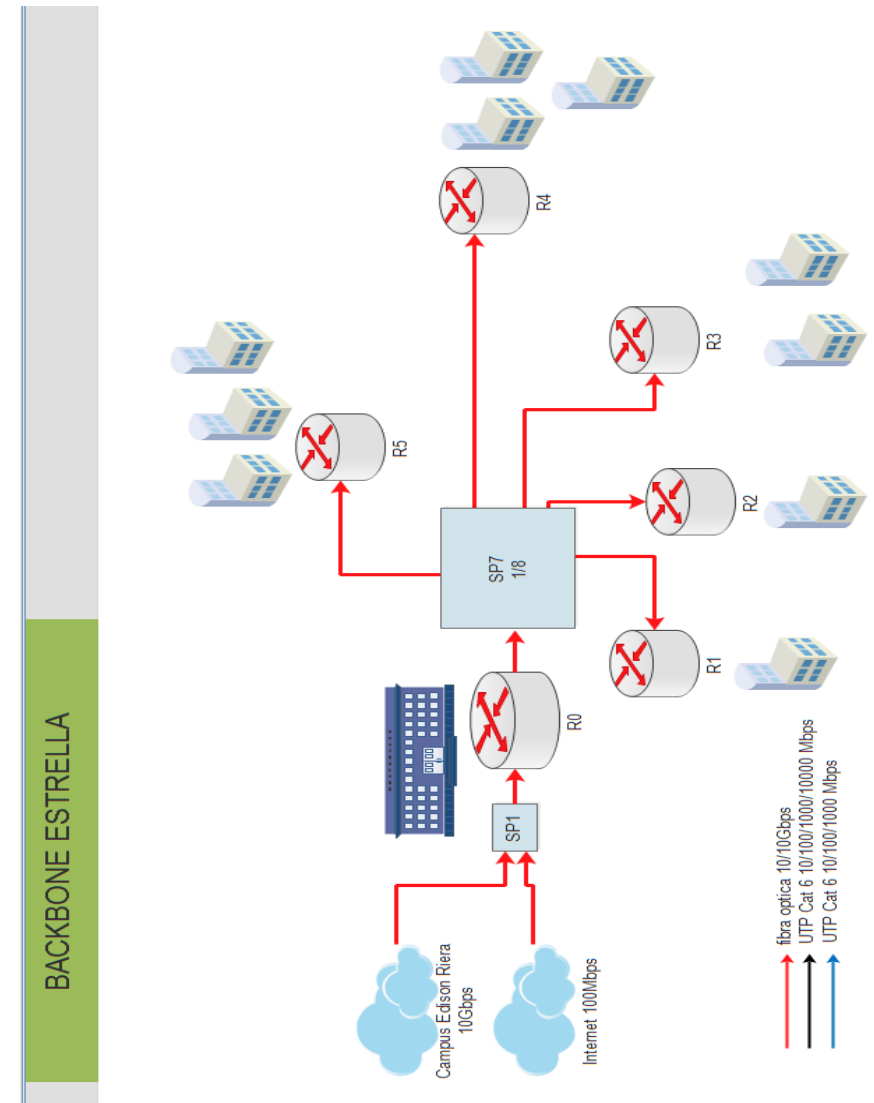 BACKBONE ESTRELLA
R5
R4
SP7
1/8
R3
R2
R1
R0
SP1
Campus Edison Riera
10Gbps
Internet 100Mbps
fibra optica 10/10Gbps
UTP Cat 6 10/100/1000/10000 Mbps
UTP Cat 6 10/100/1000 Mbps